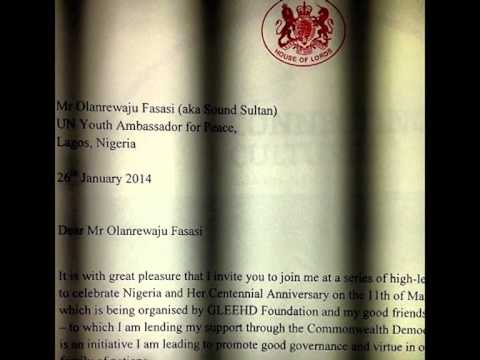 HOUSE OF LORDS
Mr Olanrewaju Fasasi (aka Sound Sultan)
UN Youth Ambassador for Peace,
Lagos, Nigeria
26th January 2014
Dear Mr Olanrewaju Fasasi
It is with great pleasure that I invite you to join me at a series of high-le
to celebrate Nigeria and Her Centennial Anniversary on the 11th of Ma
which is being organised by GLEEHD Foundation and my good friends
– to which I am lending my support through the Commonwealth Democ
is an initiative I am leading to promote good governance and virtue in o